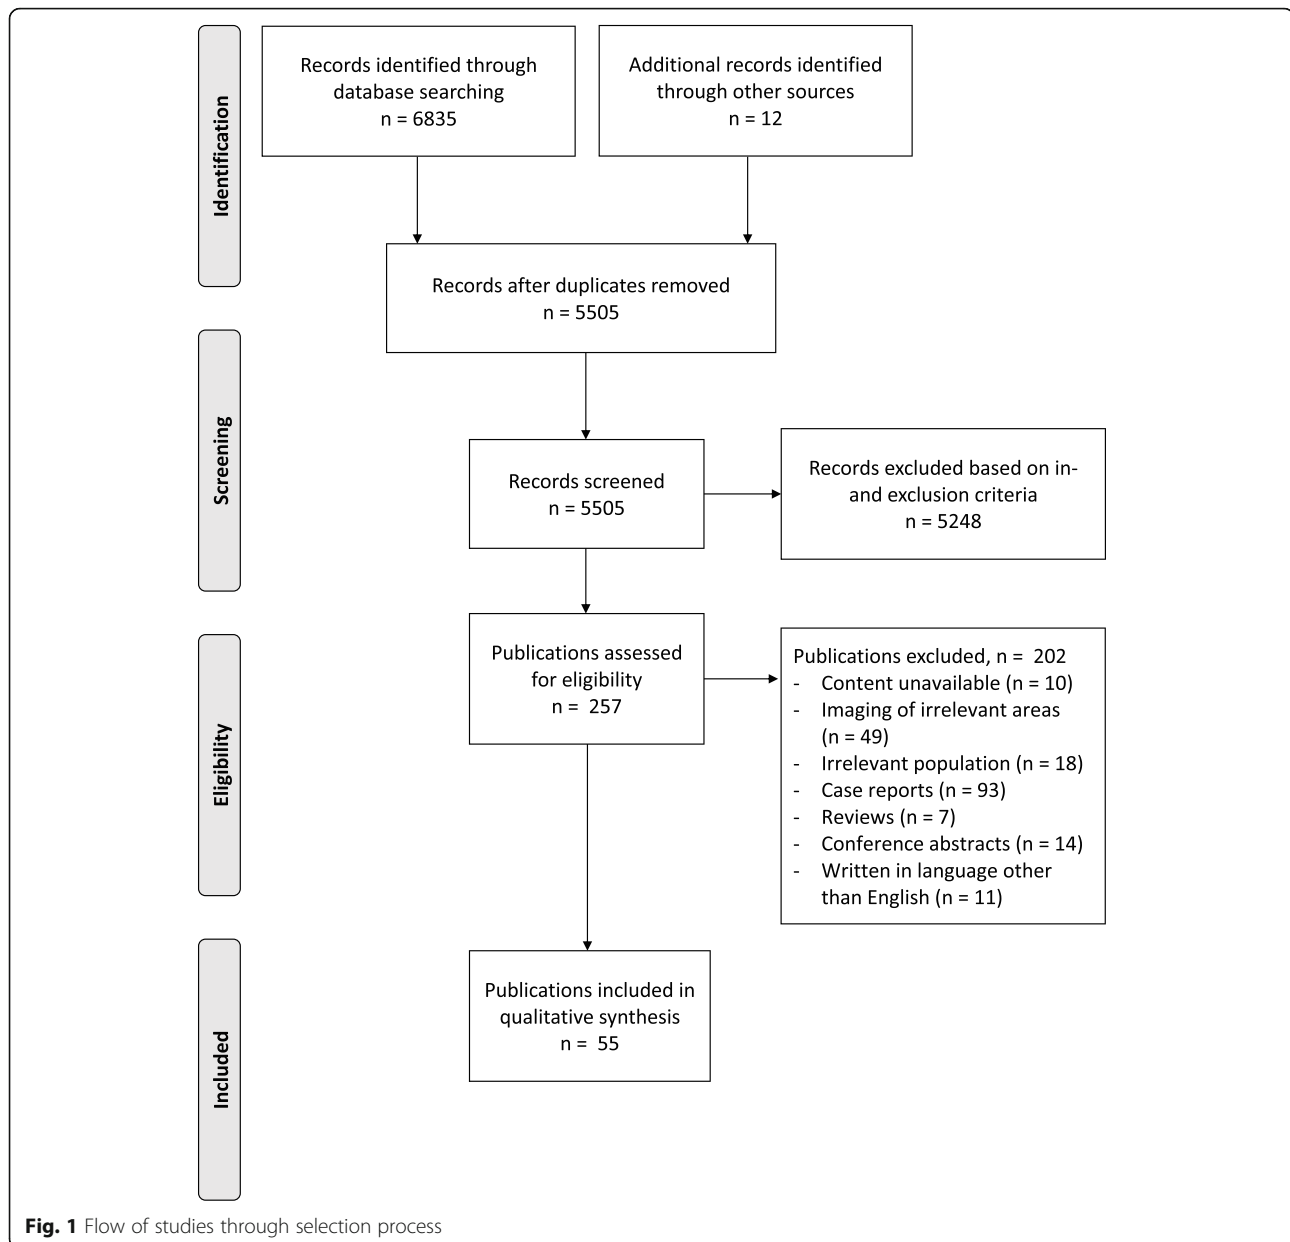 Identification
Records identified through
database searching
n = 6835
Additional records identified
through other sources
n = 12
Records after duplicates removed
n = 5505
Screening
Records screened
n = 5505
Records excluded based on in-
and exclusion criteria
n = 5248
Eligibility
Publications assessed
for eligibility
n = 257
Publications excluded, n = 202
- Content unavailable (n = 10)
- Imaging of irrelevant areas
(n = 49)
- Irrelevant population (n = 18)
- Case reports (n = 93)
- Reviews (n = 7)
- Conference abstracts (n = 14)
- Written in language other
than English (n = 11)
Included
Publications included in
qualitative synthesis
n = 55
Fig. 1 Flow of studies through selection process